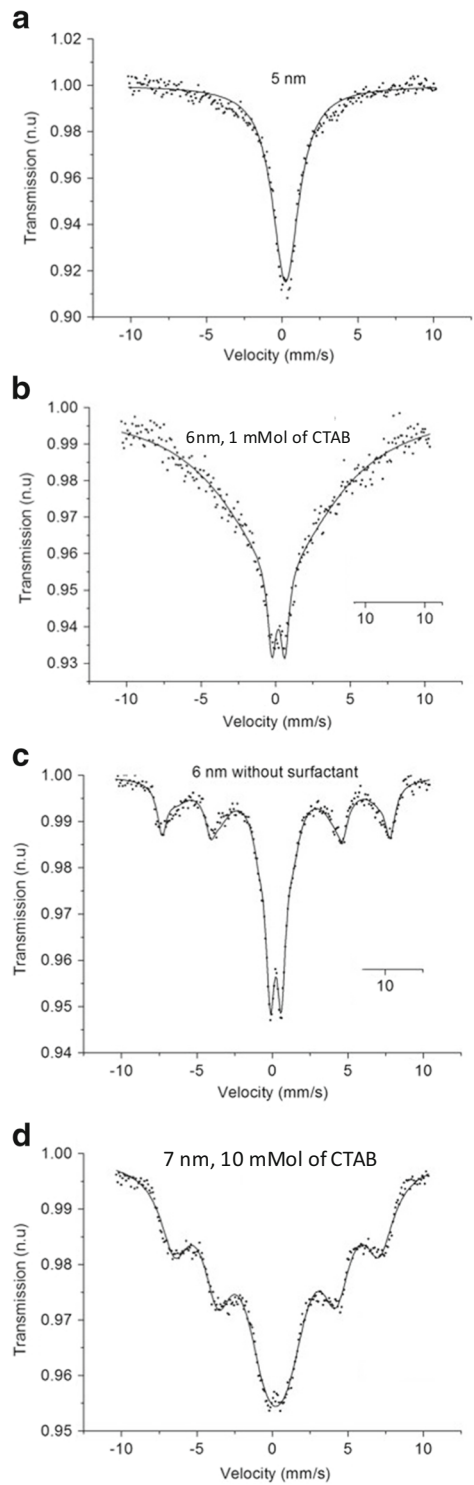 a
1.02
1.00
0.98
0.96
0.94
0.92
0.90
Transmission (n.u)
5 nm
-10 -5 0 5 10
Velocity (mm/s)
b
1.00
0.99
0.98
0.97
0.96
0.95
0.94
0.93
Transmission (n.u)
6nm, 1 mMol of CTAB
10 10
-10 -5 0 5 10
Velocity (mm/s)
c
1.00
0.99
0.98
0.97
0.96
0.95
0.94
Transmission (n.u)
6 nm without surfactant
10
-10 -5 0 5 10
Velocity (mm/s)
d
1.00
0.99
0.98
0.97
0.96
0.95
Transmission (n.u)
7 nm, 10 mMol of CTAB
-10 -5 0 5 10
Velocity (mm/s)